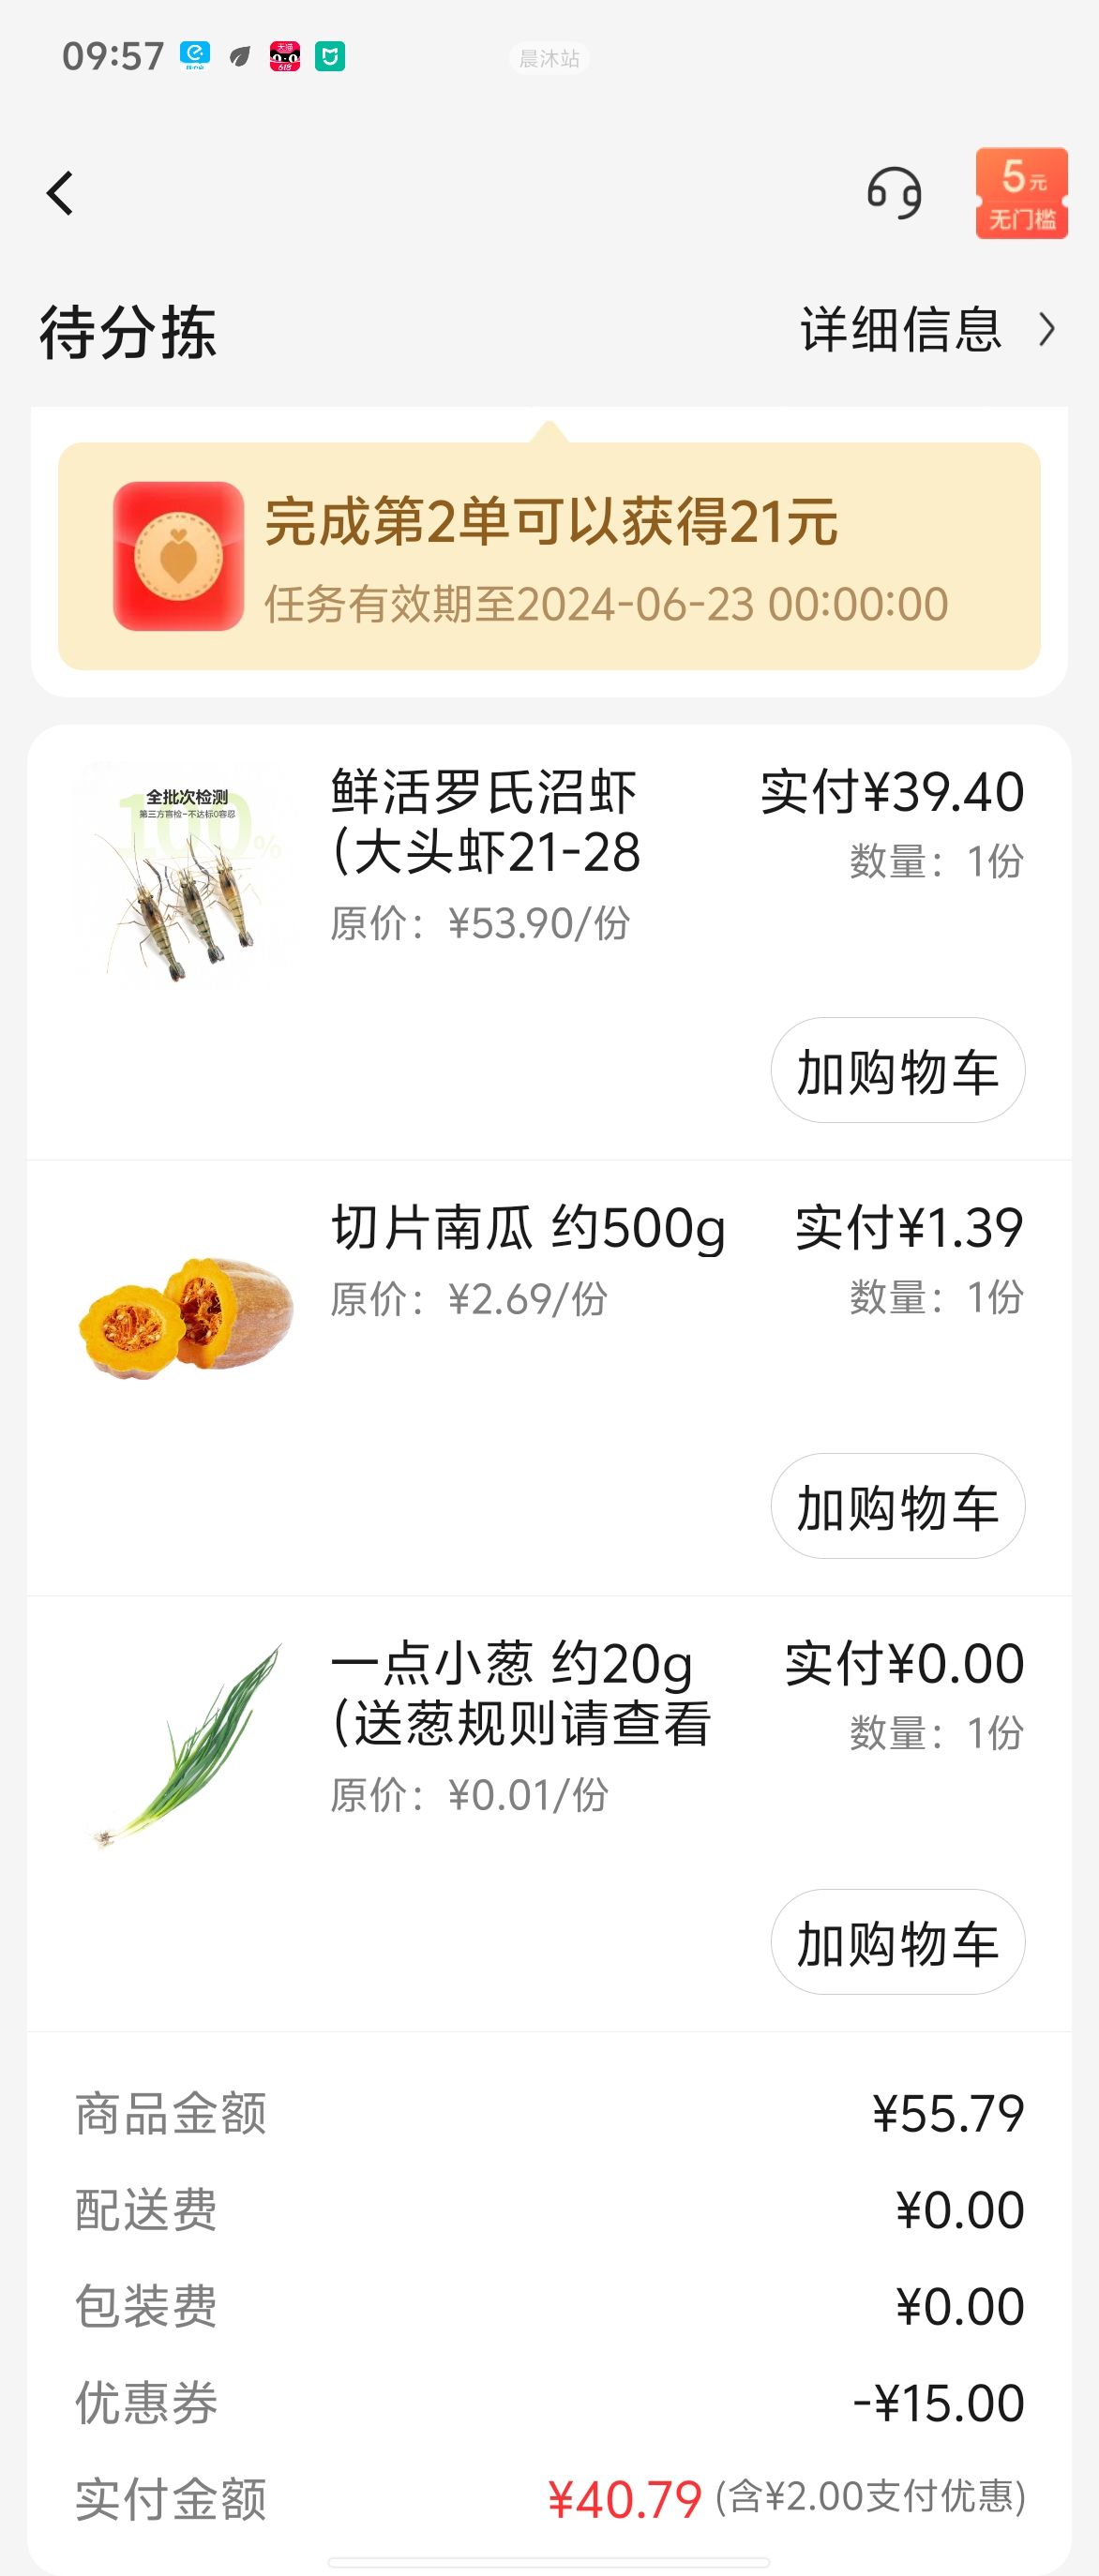 09:57
晨沐站
5元
无门槛
待分拣
详细信息
完成第2单可以获得21元
任务有效期至2024-06-23 00:00:00
全批次检测
第三方盲检-不达标0容忍
100%
鲜活罗氏沼虾
(大头虾21-28
实付¥39.40
数量：1份
原价：¥53.90/份
加购物车
切片南瓜 约500g
实付¥1.39
原价：¥2.69/份
数量：1份
加购物车
一点小葱 约20g
(送葱规则请查看
实付¥0.00
数量：1份
原价：¥0.01/份
加购物车
商品金额 ¥55.79
配送费 ¥0.00
包装费 ¥0.00
优惠券 -¥15.00
实付金额 ¥40.79 (含¥2.00支付优惠)